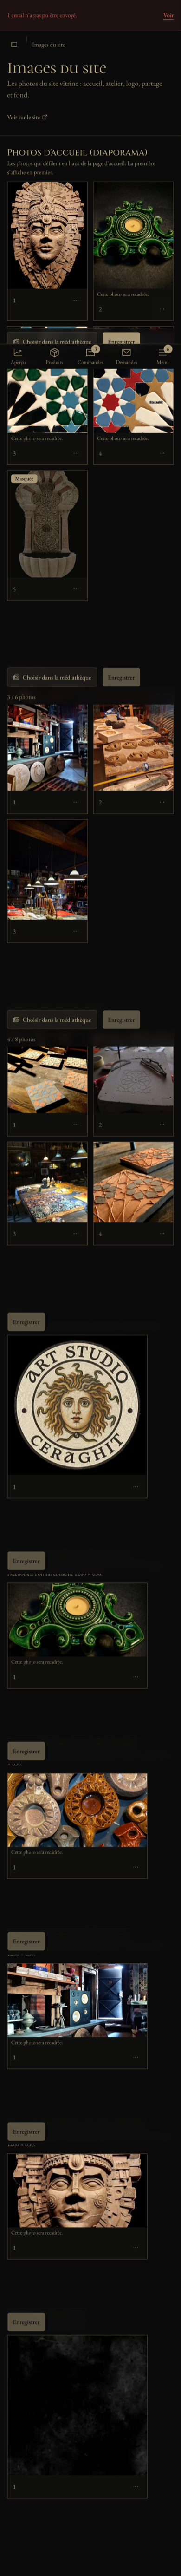 1 email n'a pas pu être envoyé.
Voir
Images du site
Images du site
Les photos du site vitrine : accueil, atelier, logo, partage
et fond.
Voir sur le site
Photos d'accueil (diaporama)
Les photos qui défilent en haut de la page d'accueil. La première
s'affiche en premier.
1
Cette photo sera recadrée.
2
Choisir dans la médiathèque
Enregistrer
Aperçu
Produits
Commandes
Demandes
Menu
Cette photo sera recadrée.
3
Cette photo sera recadrée.
4
Masquée
5
Choisir dans la médiathèque
Enregistrer
3 / 6 photos
1
2
3
Choisir dans la médiathèque
Enregistrer
4 / 8 photos
1
2
3
4
Enregistrer
ART STUDIO
CERAGHIT
1
Enregistrer
Cette photo sera recadrée.
1
Enregistrer
Cette photo sera recadrée.
1
Enregistrer
Cette photo sera recadrée.
1
Enregistrer
Cette photo sera recadrée.
1
Enregistrer
1